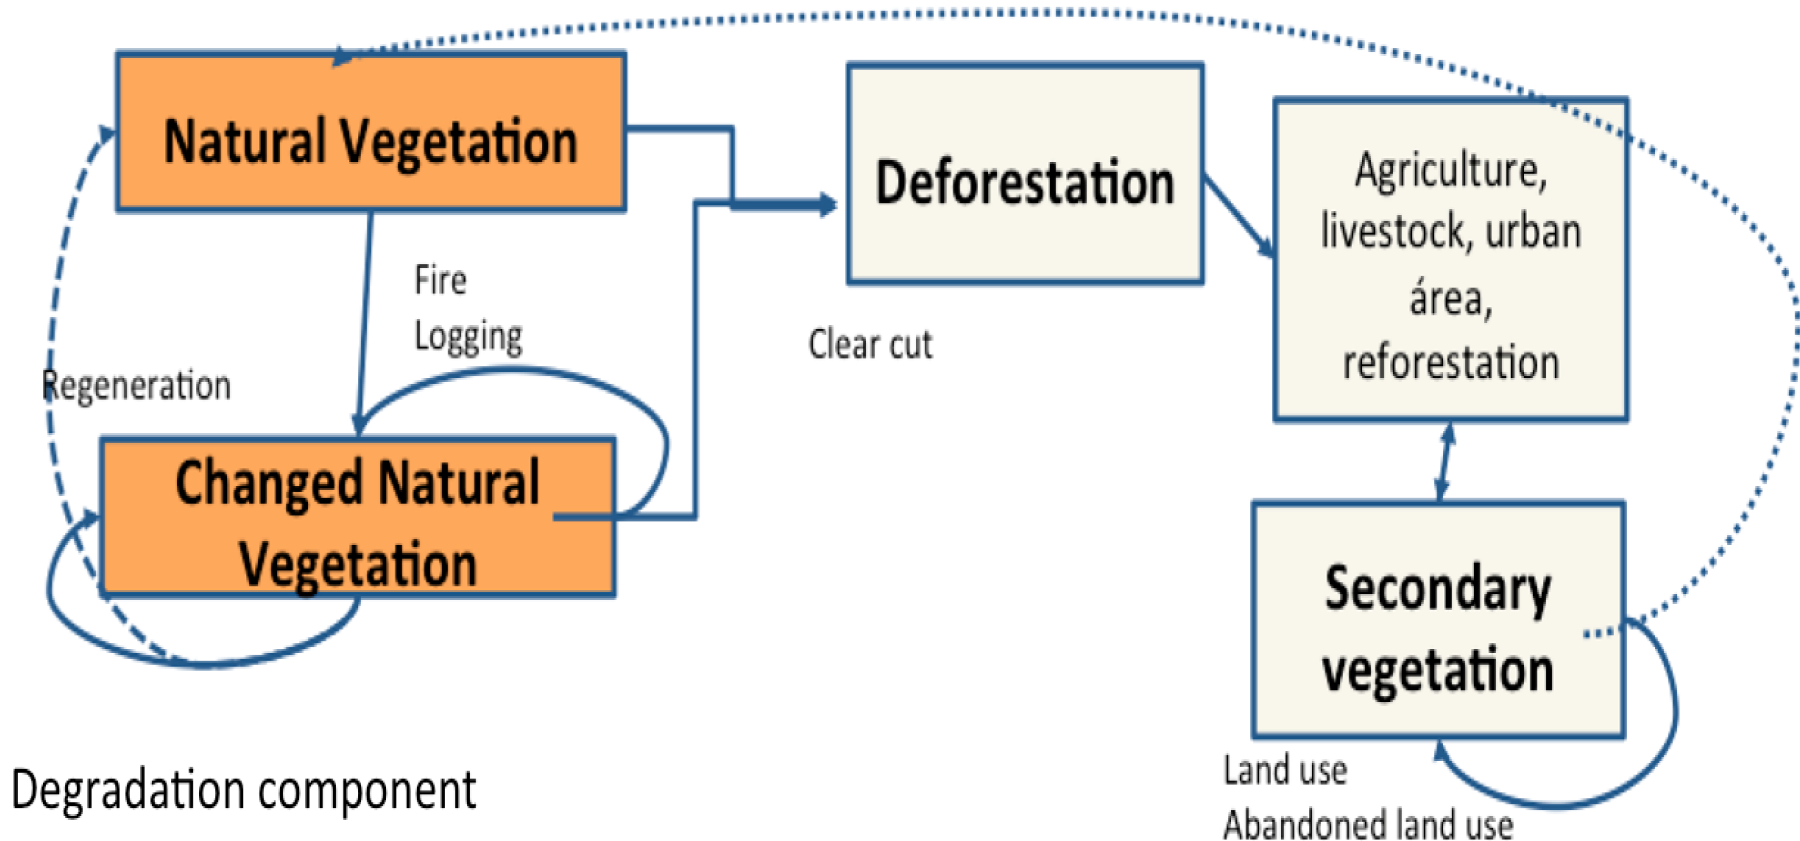 Natural Vegetation
Deforestation
Agriculture,
livestock, urban
área,
reforestation
Fire
Logging
Clear cut
Regeneration
Changed Natural
Vegetation
Secondary
vegetation
Degradation component
Land use
Abandoned land use